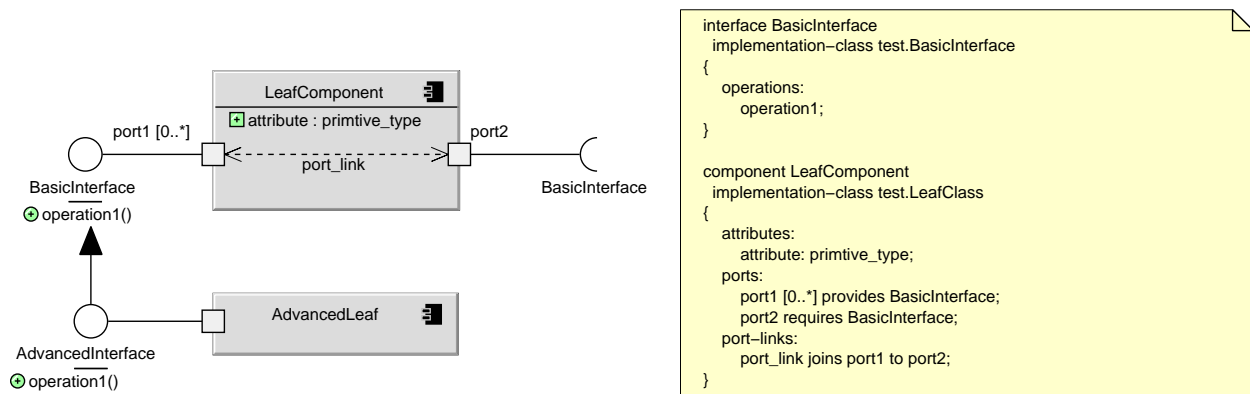 LeafComponent
attribute : primtive_type
port1 [0..*]
port2
port_link
BasicInterface
operation1()
BasicInterface
AdvancedLeaf
AdvancedInterface
operation1()
interface BasicInterface
implementation−class test.BasicInterface
{
operations:
operation1;
}
component LeafComponent
implementation−class test.LeafClass
{
attributes:
attribute: primtive_type;
ports:
port1 [0..*] provides BasicInterface;
port2 requires BasicInterface;
port−links:
port_link joins port1 to port2;
}